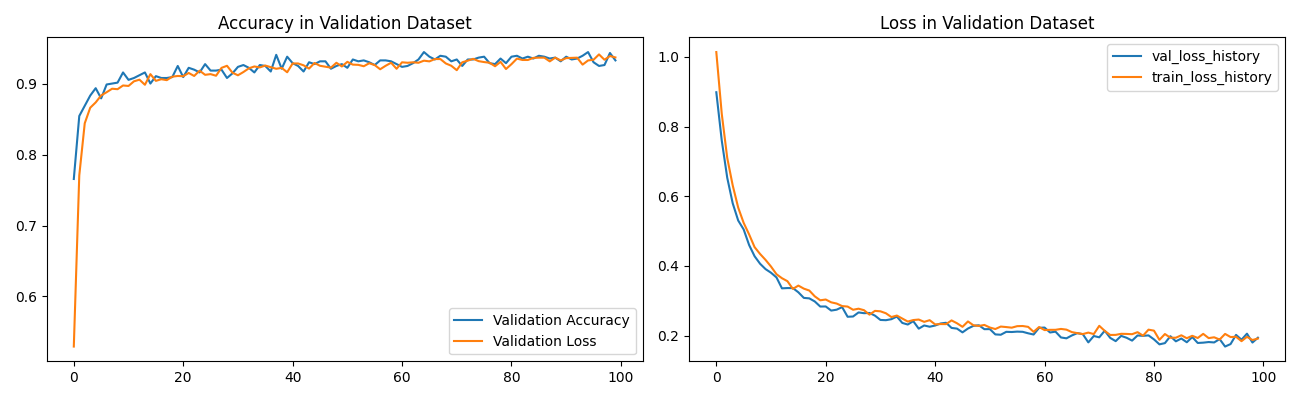 Accuracy in Validation Dataset
0.9
0.8
0.7
0.6
0 20 40 60 80 100
Validation Accuracy
Validation Loss
Loss in Validation Dataset
1.0
0.8
0.6
0.4
0.2
0 20 40 60 80 100
val_loss_history
train_loss_history